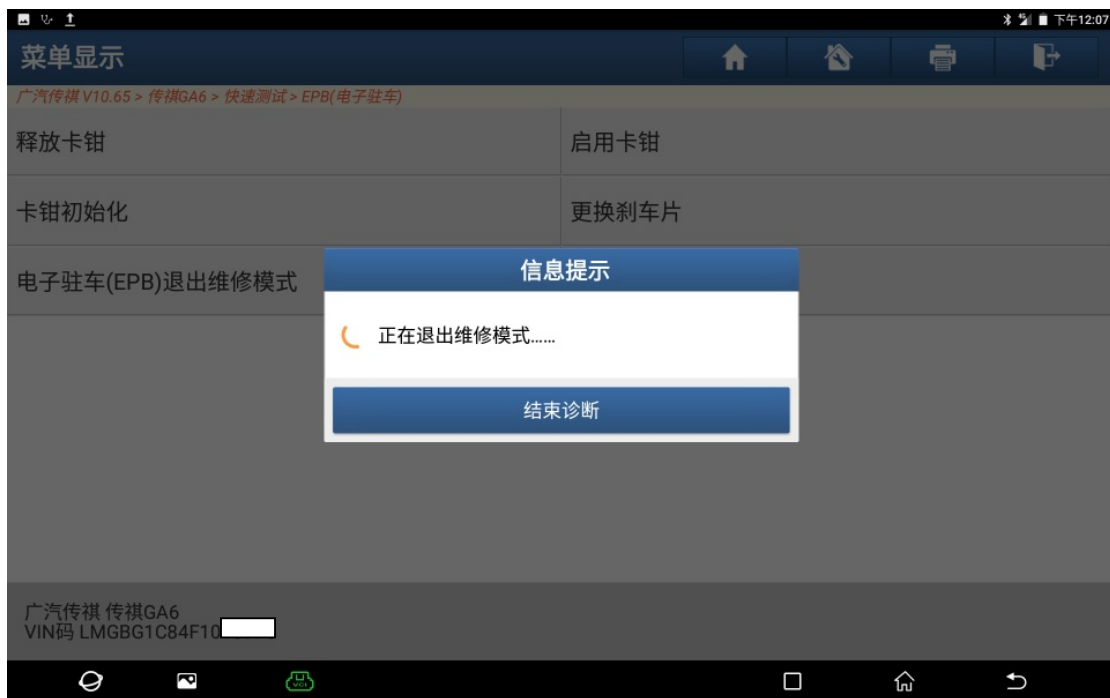 下午12:07
菜单显示
广汽传祺 V10.65 > 传祺GA6 > 快速测试 > EPB(电子驻车)
释放卡钳
启用卡钳
卡钳初始化
更换刹车片
电子驻车(EPB)退出维修模式
信息提示
正在退出维修模式……
结束诊断
广汽传祺 传祺GA6
VIN码 LMGBG1C84F10
VCI